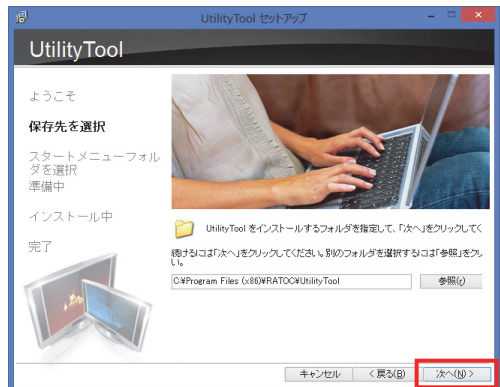 UtilityTool セットアップ
UtilityTool
ようこそ
保存先を選択
スタートメニューフォル
ダを選択
準備中
インストール中
完了
UtilityTool をインストールするフォルダを指定して、「次へ」をクリックしてく
続けるには「次へ」をクリックしてください。別のフォルダを選択するには「参照」をクし
い。
C:¥Program Files (x86)¥RATOC¥UtilityTool
参照(r)
キャンセル
< 戻る(B)
次へ(N) >